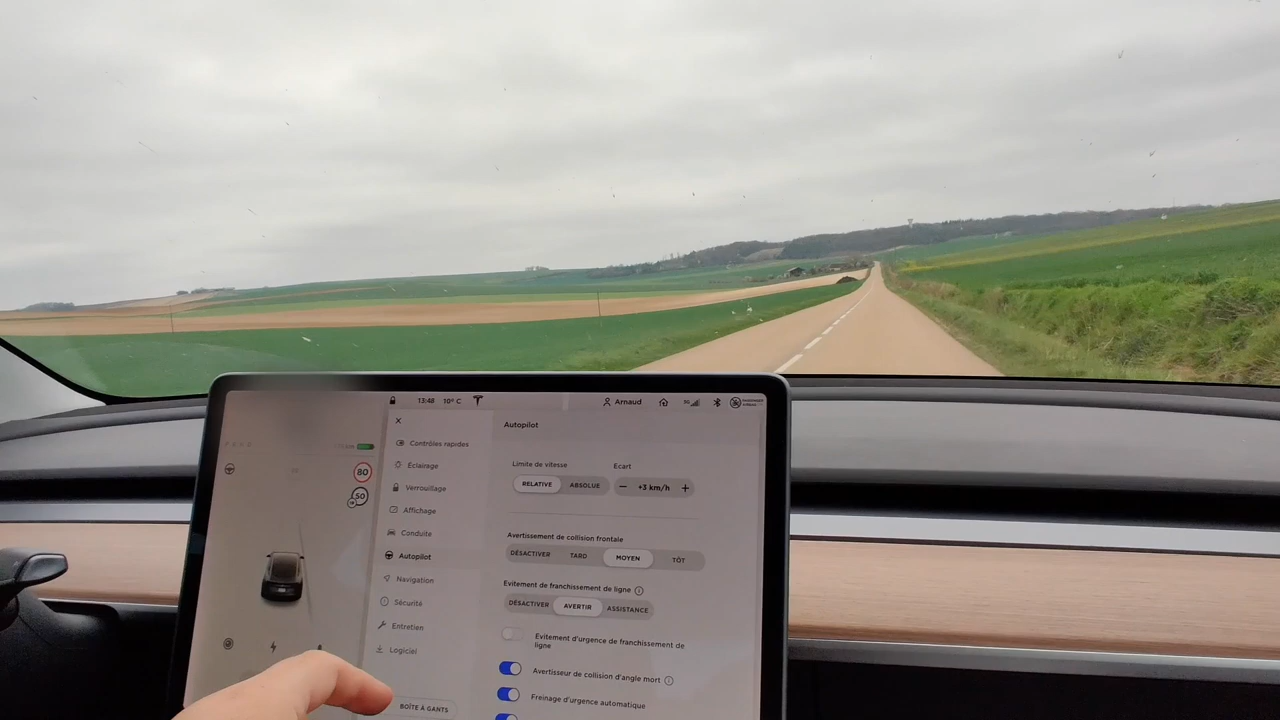 13:48 10° C
Arnaud
PASSENGER
AIRBAG
80
50
Contrôles rapides
Éclairage
Verrouillage
Affichage
Conduite
Autopilot
Navigation
Sécurité
Entretien
Logiciel
BOÎTE À GANTS
Autopilot
Limite de vitesse Ecart
RELATIVE ABSOLUE +3 km/h
Avertissement de collision frontale
DÉSACTIVER TARD MOYEN TÔT
Evitement de franchissement de ligne
DÉSACTIVER AVERTIR ASSISTANCE
Evitement d'urgence de franchissement de
ligne
Avertisseur de collision d'angle mort
Freinage d'urgence automatique